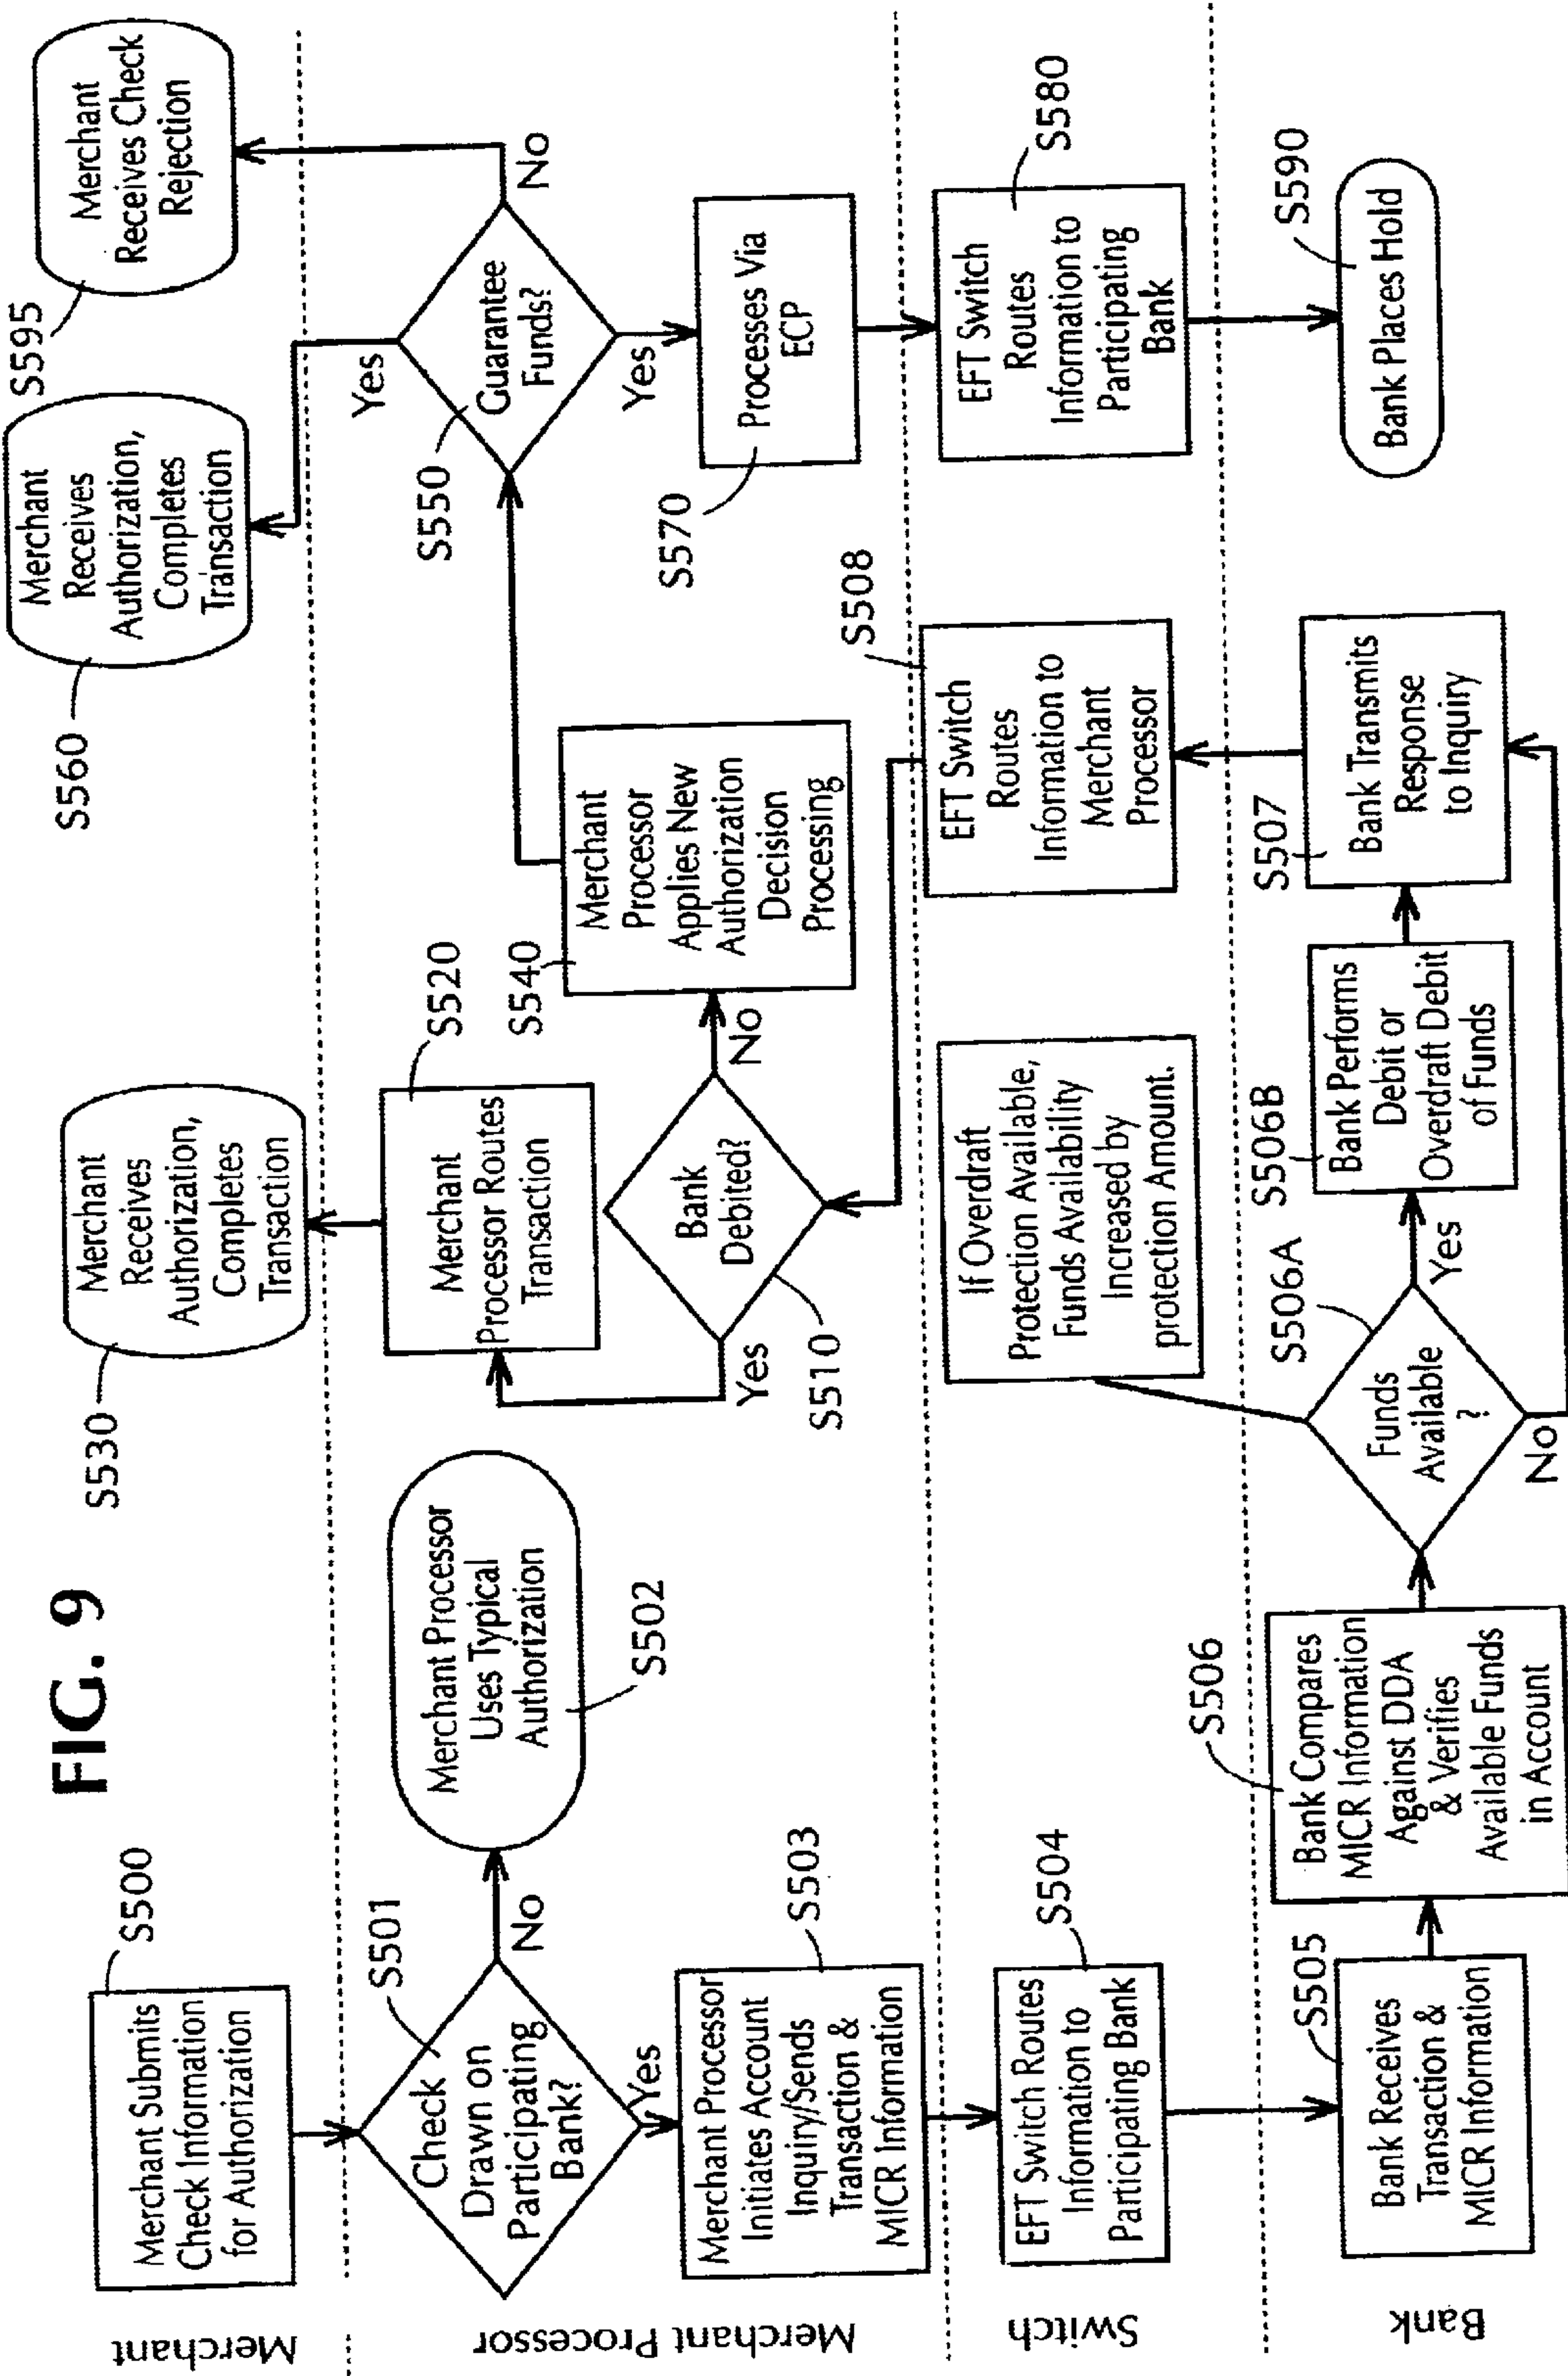 FIG. 9
Merchant
Merchant Submits
Check Information
for Authorization
S500
Merchant
Receives
Authorization,
Completes
Transaction
S530
Merchant
Receives
Authorization,
Completes
Transaction
S560
Merchant
Receives Check
Rejection
S595
Merchant Processor
Check
Drawn on
Participating
Bank?
S501
No
Yes
Merchant Processor
Uses Typical
Authorization
S502
Merchant Processor
Initiates Account
Inquiry/Sends
Transaction &
MICR Information
S503
Merchant
Processor Routes
Transaction
S520
Bank
Debited?
S510
Yes
No
Merchant
Processor
Applies New
Authorization
Decision
Processing
S540
Guarantee
Funds?
S550
Yes
No
Yes
Processes Via
ECP
S570
Switch
EFT Switch Routes
Information to
Participating Bank
S504
If Overdraft
Protection Available,
Funds Availability
Increased by
protection Amount.
EFT Switch
Routes
Information to
Merchant
Processor
S508
EFT Switch
Routes
Information to
Participating
Bank
S580
Bank
Bank Receives
Transaction &
MICR Information
S505
Bank Compares
MICR Information
Against DDA
& Verifies
Available Funds
in Account
S506
Funds
Available
?
S506A
Yes
No
Bank Performs
Debit or
Overdraft Debit
of Funds
S506B
Bank Transmits
Response
to Inquiry
S507
Bank Places Hold
S590